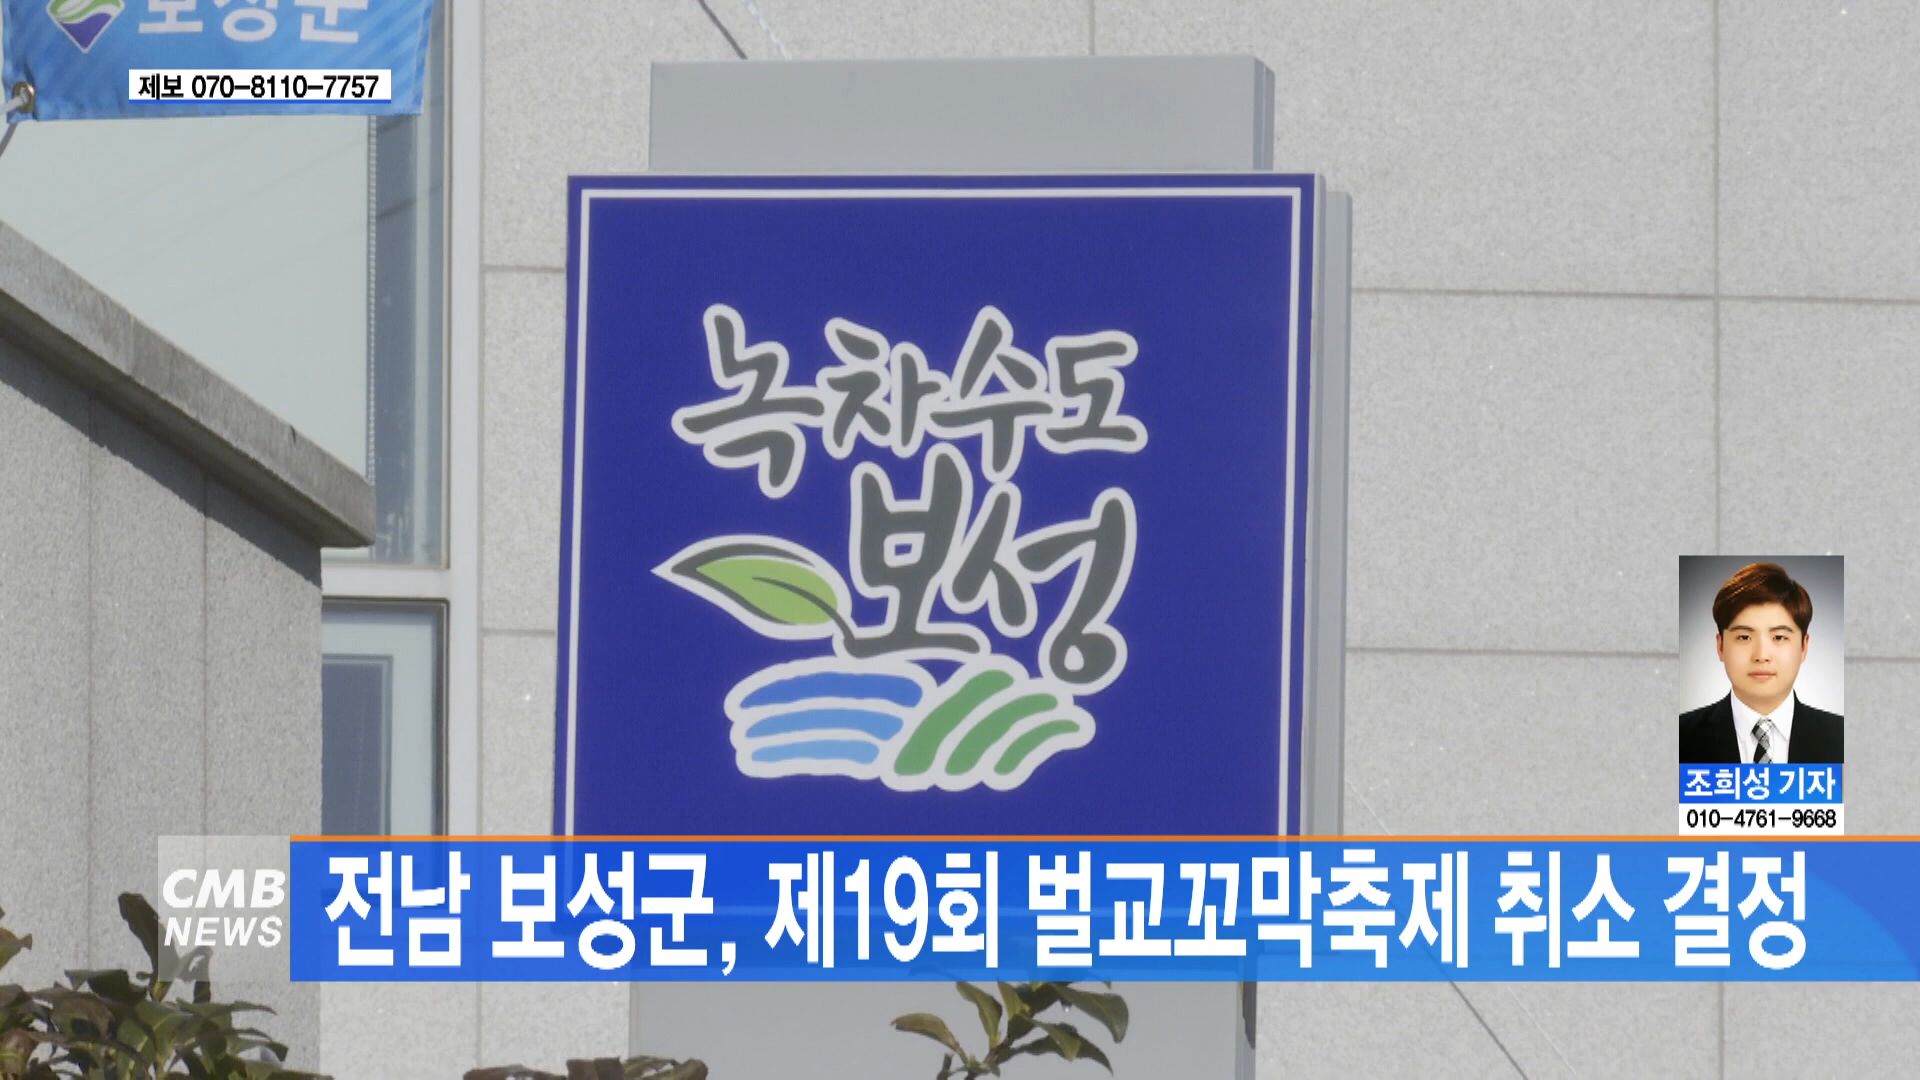 보성군
제보 070-8110-7757
녹차수도
보성
조희성 기자
010-4761-9668
CMB
NEWS
전남 보성군, 제19회 벌교꼬막축제 취소 결정